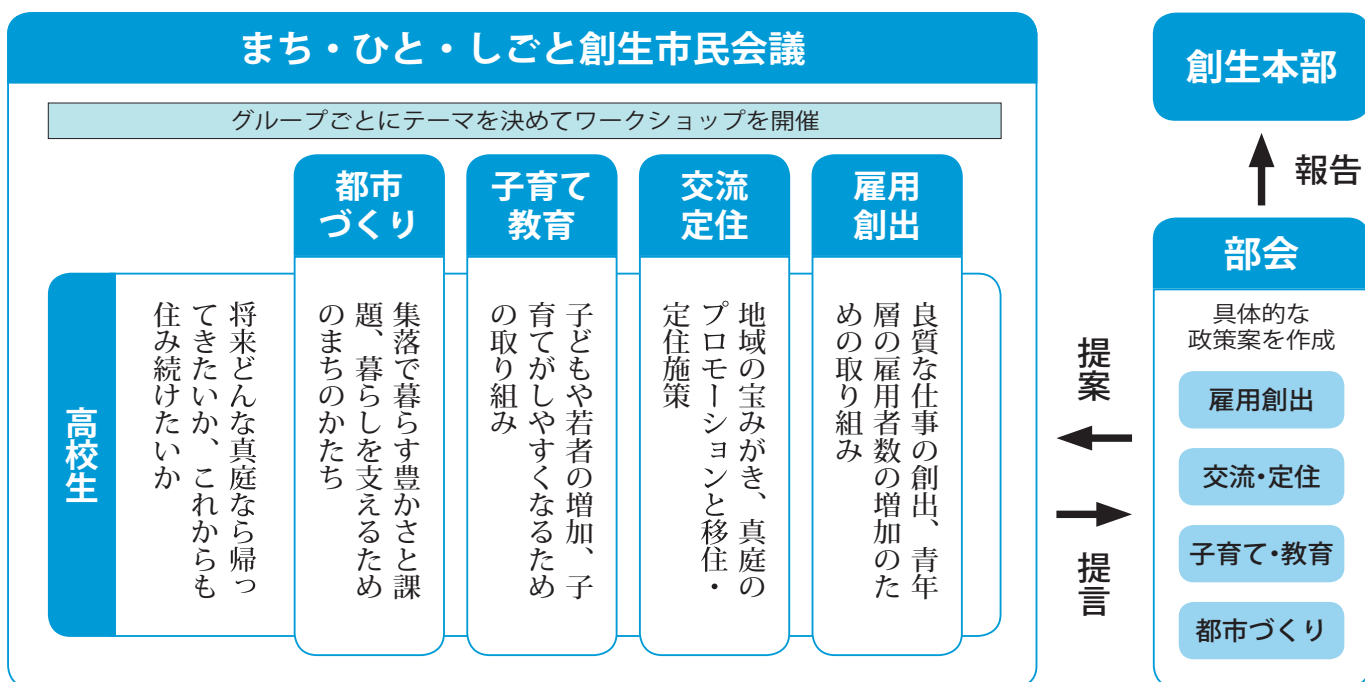 まち・ひと・しごと創生市民会議
グループごとにテーマを決めてワークショップを開催
雇用
創出
良質な仕事の創出、青年
層の雇用者数の増加のた
めの取り組み
交流
定住
地域の宝みがき、真庭の
プロモーションと移住・
定住施策
子育て
教育
子どもや若者の増加、子
育てがしやすくなるため
の取り組み
都市
づくり
集落で暮らす豊かさと課
題、暮らしを支えるため
のまちのかたち
高校生
将来どんな真庭なら帰っ
てきたいか、これからも
住み続けたいか
提案
提言
創生本部
報告
部会
具体的な
政策案を作成
雇用創出
交流・定住
子育て・教育
都市づくり